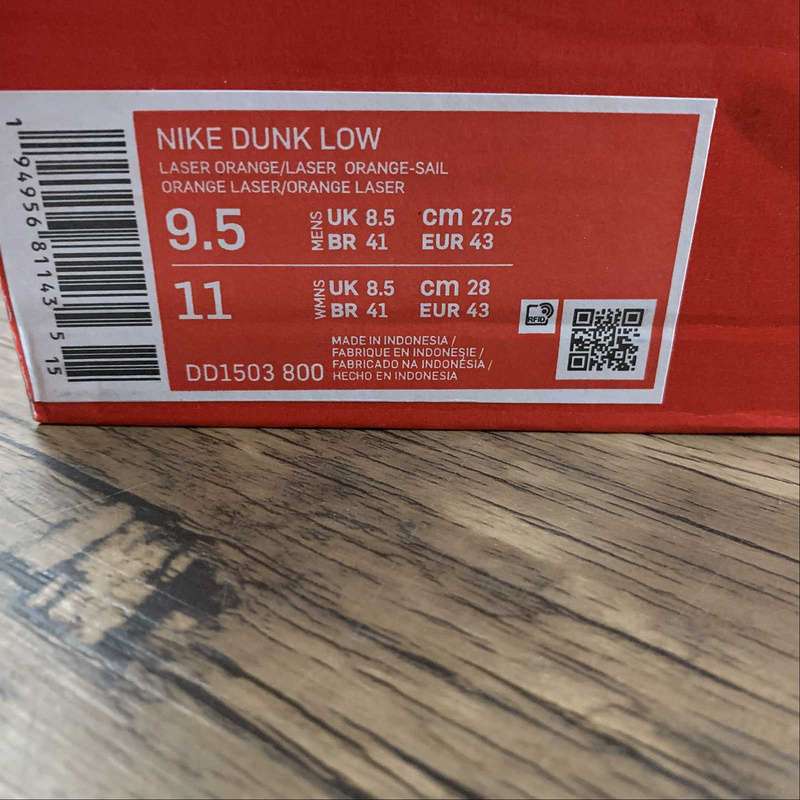 NIKE DUNK LOW
LASER ORANGE/LASER ORANGE-SAIL
ORANGE LASER/ORANGE LASER
9.5 MENS UK 8.5 cm 27.5
BR 41 EUR 43
11 WMNS UK 8.5 cm 28
BR 41 EUR 43
MADE IN INDONESIA /
FABRIQUE EN INDONESIE /
FABRICADO NA INDONÉSIA /
HECHO EN INDONESIA
DD1503 800
RFID
1 94956 81143 5 15